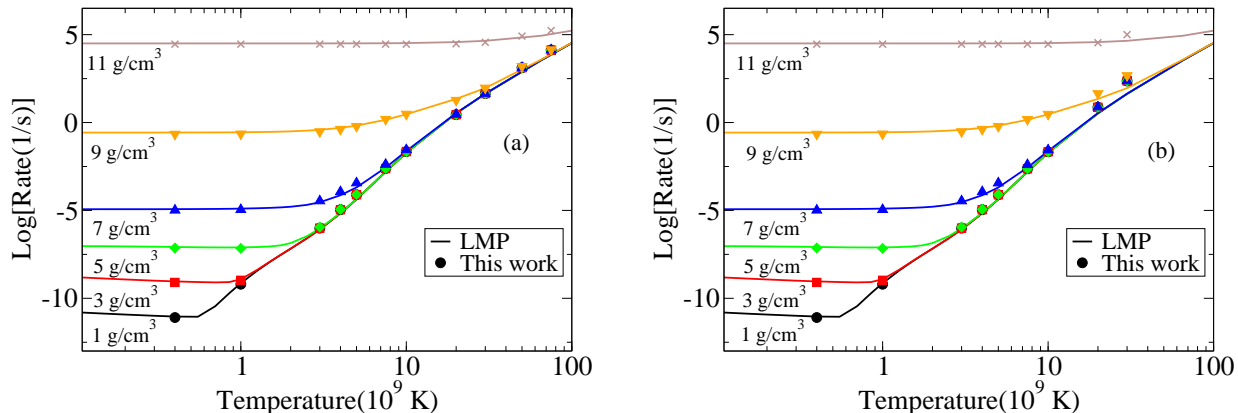 Log[Rate(1/s)]
5
0
-5
-10
11 g/cm³
9 g/cm³
7 g/cm³
5 g/cm³
3 g/cm³
1 g/cm³
(a)
LMP
This work
1
10
100
Temperature(10⁹ K)
Log[Rate(1/s)]
5
0
-5
-10
11 g/cm³
9 g/cm³
7 g/cm³
5 g/cm³
3 g/cm³
1 g/cm³
(b)
LMP
This work
1
10
100
Temperature(10⁹ K)